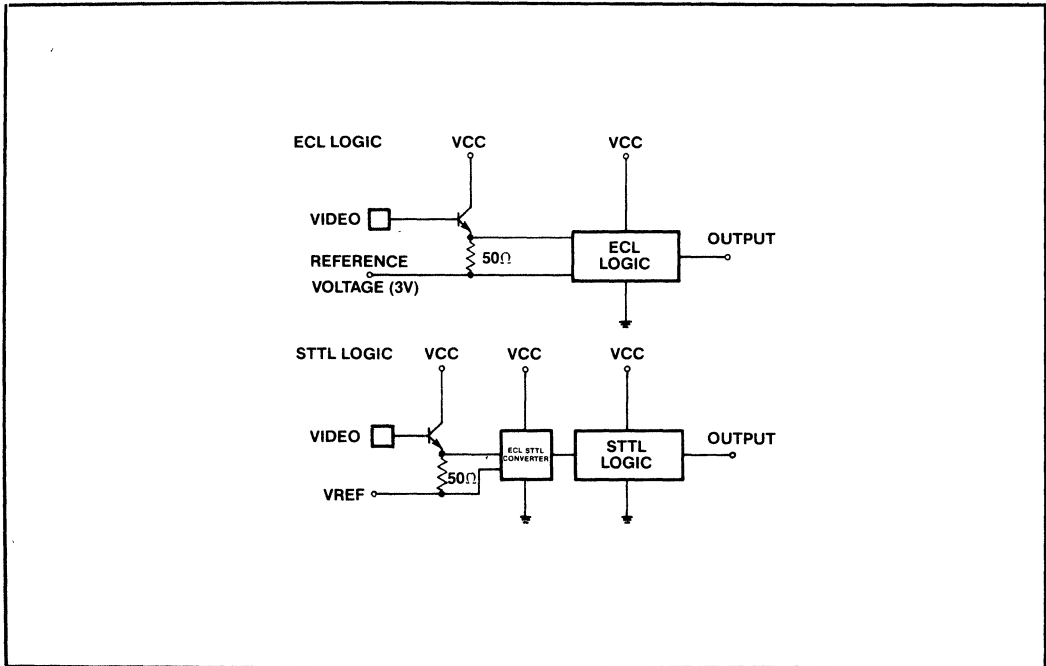 ECL LOGIC
VCC
VCC
VIDEO
50Ω
REFERENCE
VOLTAGE (3V)
ECL
LOGIC
OUTPUT
STTL LOGIC
VCC
VCC
VCC
VIDEO
50Ω
VREF
ECL STTL
CONVERTER
STTL
LOGIC
OUTPUT